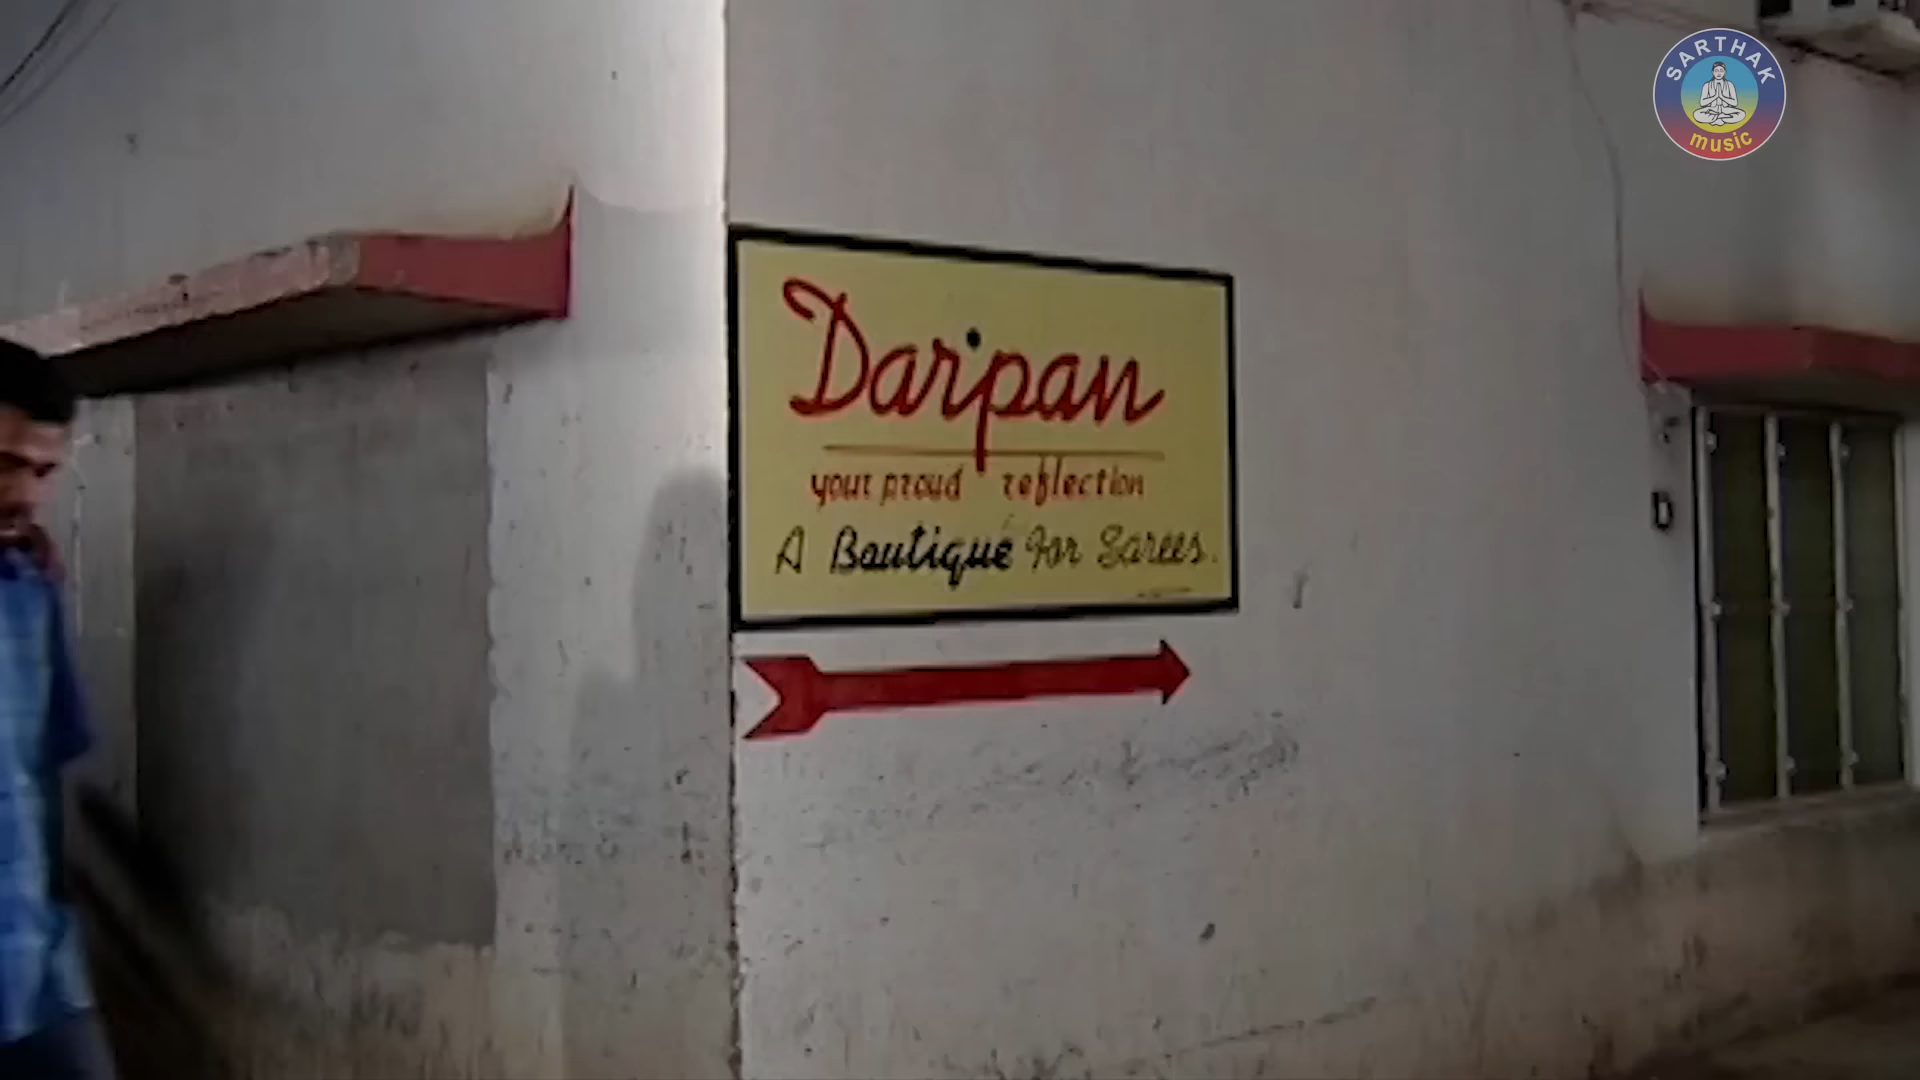 SARTHAK
music
Darpan
your proud reflection
A Boutique For Sarees.